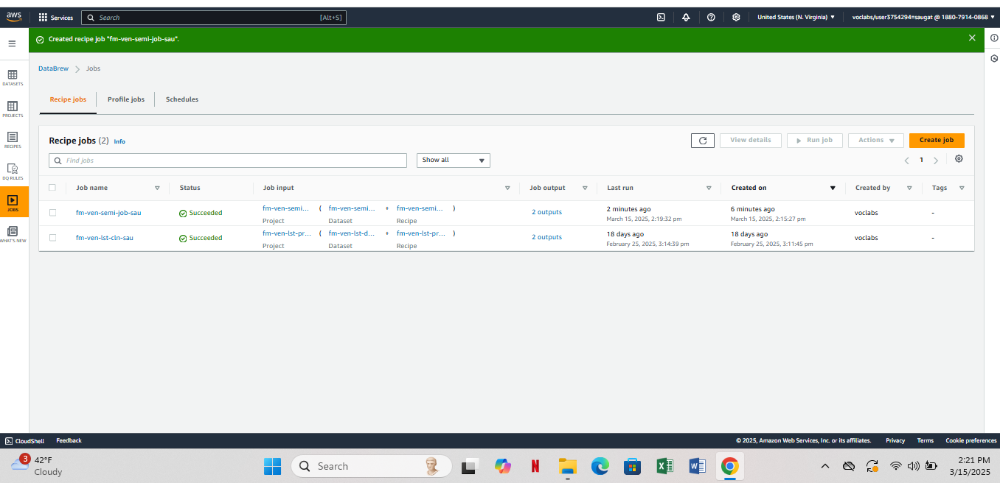 aws
Services
Search
[Alt+S]
United States (N. Virginia) ▼
voclabs/user3754294=saugat @ 1880-7914-0868 ▼
Created recipe job "fm-ven-semi-job-sau".
DataBrew
Jobs
DATASETS
PROJECTS
RECIPES
DQ RULES
JOBS
WHAT'S NEW
Recipe jobs
Profile jobs
Schedules
Recipe jobs (2) Info
View details
Run job
Actions
Create job
Find jobs
Show all
1
Job name
Status
Job input
Job output
Last run
Created on
Created by
Tags
fm-ven-semi-job-sau
Succeeded
fm-ven-semi... ( fm-ven-semi... + fm-ven-semi... )
Project Dataset Recipe
2 outputs
2 minutes ago
March 15, 2025, 2:19:32 pm
6 minutes ago
March 15, 2025, 2:15:27 pm
voclabs
-
fm-ven-lst-cln-sau
Succeeded
fm-ven-lst-pr... ( fm-ven-lst-d... + fm-ven-lst-pr... )
Project Dataset Recipe
2 outputs
18 days ago
February 25, 2025, 3:14:39 pm
18 days ago
February 25, 2025, 3:11:45 pm
voclabs
-
CloudShell
Feedback
© 2025, Amazon Web Services, Inc. or its affiliates.
Privacy
Terms
Cookie preferences
3
42°F
Cloudy
Search
N
2:21 PM
3/15/2025